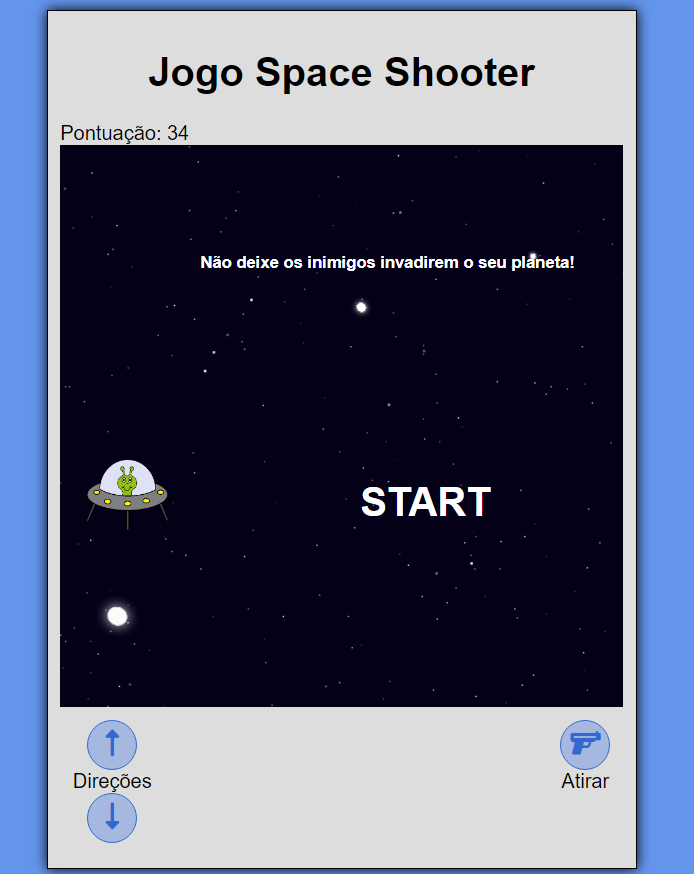 Jogo Space Shooter
Pontuação: 34
Não deixe os inimigos invadirem o seu planeta!
START
Direções
Atirar